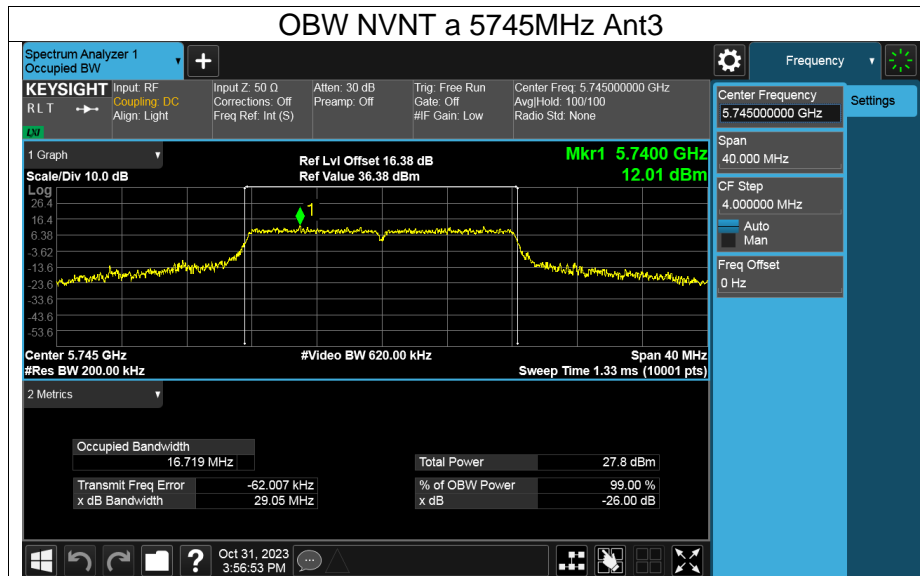 OBW NVNT a 5745MHz Ant3
Spectrum Analyzer 1
Occupied BW
+
Frequency
KEYSIGHT
R L T
LXI
Input: RF
Coupling: DC
Align: Light
Input Z: 50 Ω
Corrections: Off
Freq Ref: Int (S)
Atten: 30 dB
Preamp: Off
Trig: Free Run
Gate: Off
#IF Gain: Low
Center Freq: 5.745000000 GHz
Avg|Hold: 100/100
Radio Std: None
Center Frequency
5.745000000 GHz
Settings
Span
40.000 MHz
CF Step
4.000000 MHz
Auto
Man
Freq Offset
0 Hz
1 Graph
Scale/Div 10.0 dB
Ref Lvl Offset 16.38 dB
Ref Value 36.38 dBm
Mkr1 5.7400 GHz
12.01 dBm
Log
26.4
16.4
6.38
-3.62
-13.6
-23.6
-33.6
-43.6
-53.6
1
Center 5.745 GHz
#Res BW 200.00 kHz
#Video BW 620.00 kHz
Span 40 MHz
Sweep Time 1.33 ms (10001 pts)
2 Metrics
Occupied Bandwidth
16.719 MHz
Transmit Freq Error -62.007 kHz
x dB Bandwidth 29.05 MHz
Total Power 27.8 dBm
% of OBW Power 99.00 %
x dB -26.00 dB
?
Oct 31, 2023
3:56:53 PM